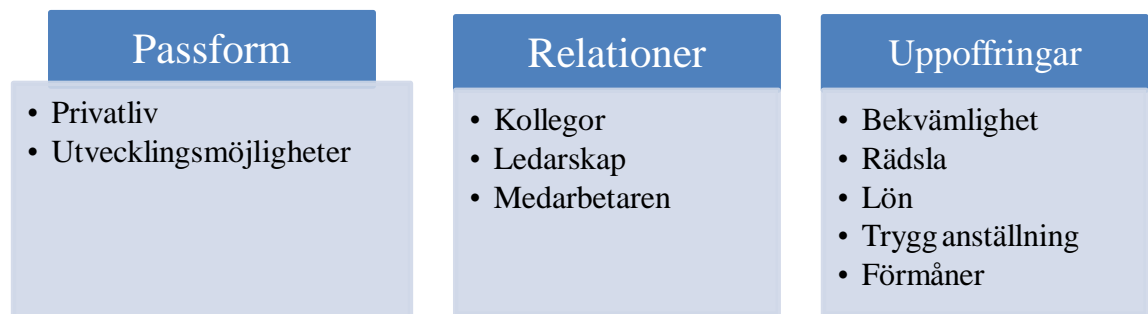 Passform
• Privatliv
• Utvecklingsmöjligheter
Relationer
• Kollegor
• Ledarskap
• Medarbetaren
Uppoffringar
• Bekvämlighet
• Rädsla
• Lön
• Trygg anställning
• Förmåner